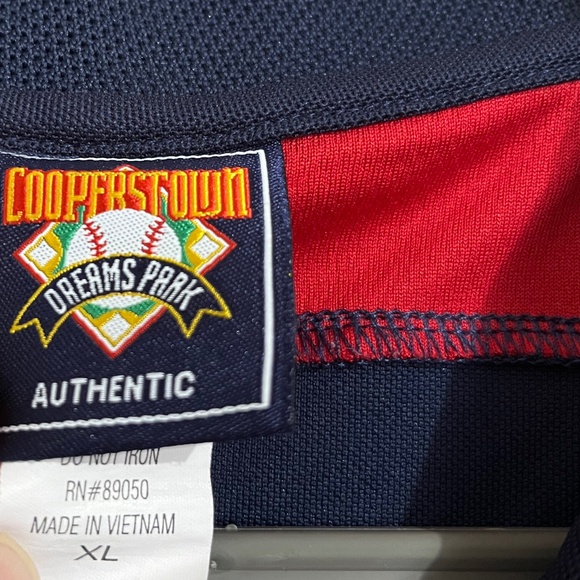 COOPERSTOWN
DREAMS PARK
AUTHENTIC
DO NOT IRON
RN#89050
MADE IN VIETNAM
XL